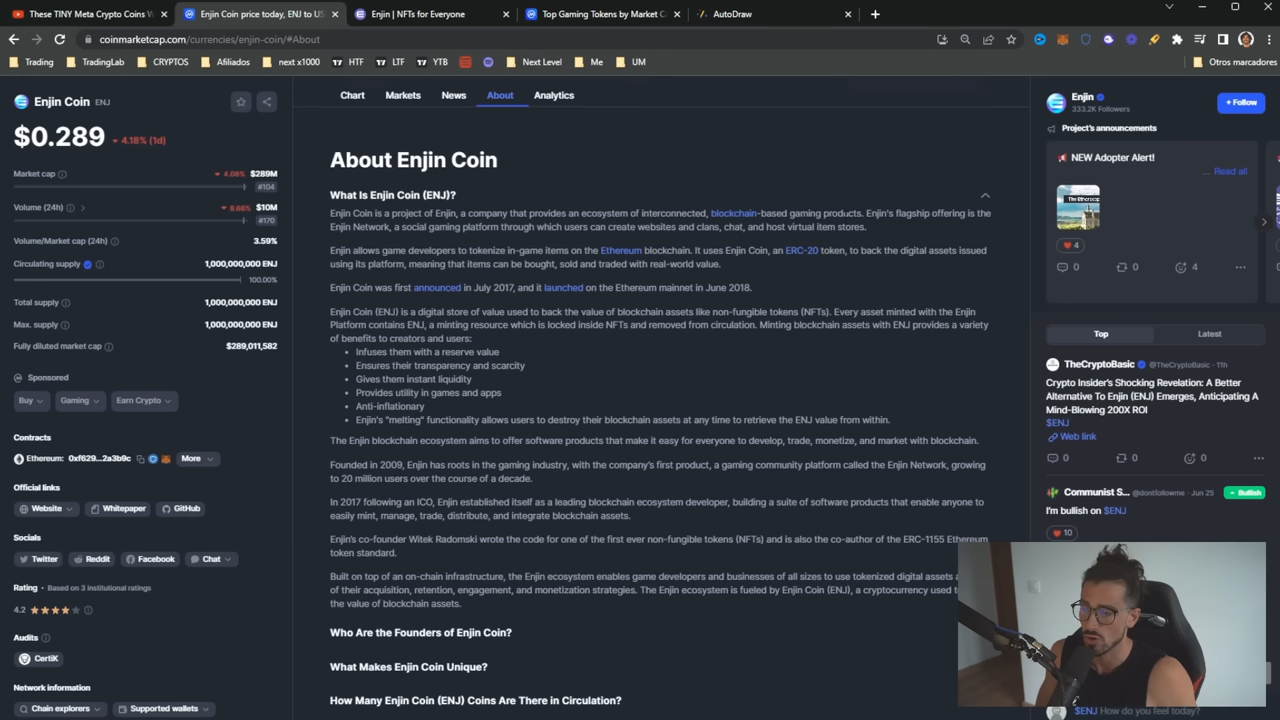 These TINY Meta Crypto Coins
Enjin Coin price today, ENJ to US
Enjin | NFTs for Everyone
Top Gaming Tokens by Market C
AutoDraw
coinmarketcap.com/currencies/enjin-coin/#About
Trading
TradingLab
CRYPTOS
Afiliados
next x1000
HTF
LTF
YTB
Next Level
Me
UM
Otros marcadores
Enjin Coin ENJ
$0.289 4.18% (1d)
Market cap 4.08% $289M
#104
Volume (24h) 8.66% $10M
#170
Volume/Market cap (24h) 3.59%
Circulating supply 1,000,000,000 ENJ
100.00%
Total supply 1,000,000,000 ENJ
Max. supply 1,000,000,000 ENJ
Fully diluted market cap $289,011,582
Sponsored
Buy Gaming Earn Crypto
Contracts
Ethereum: 0xf629...2a3b9c More
Official links
Website Whitepaper GitHub
Socials
Twitter Reddit Facebook Chat
Rating · Based on 3 institutional ratings
4.2
Audits
CertiK
Network information
Chain explorers Supported wallets
Chart Markets News About Analytics
About Enjin Coin
What Is Enjin Coin (ENJ)?
Enjin Coin is a project of Enjin, a company that provides an ecosystem of interconnected, blockchain-based gaming products. Enjin's flagship offering is the
Enjin Network, a social gaming platform through which users can create websites and clans, chat, and host virtual item stores.
Enjin allows game developers to tokenize in-game items on the Ethereum blockchain. It uses Enjin Coin, an ERC-20 token, to back the digital assets issued
using its platform, meaning that items can be bought, sold and traded with real-world value.
Enjin Coin was first announced in July 2017, and it launched on the Ethereum mainnet in June 2018.
Enjin Coin (ENJ) is a digital store of value used to back the value of blockchain assets like non-fungible tokens (NFTs). Every asset minted with the Enjin
Platform contains ENJ, a minting resource which is locked inside NFTs and removed from circulation. Minting blockchain assets with ENJ provides a variety
of benefits to creators and users:
• Infuses them with a reserve value
• Ensures their transparency and scarcity
• Gives them instant liquidity
• Provides utility in games and apps
• Anti-inflationary
• Enjin's "melting" functionality allows users to destroy their blockchain assets at any time to retrieve the ENJ value from within.
The Enjin blockchain ecosystem aims to offer software products that make it easy for everyone to develop, trade, monetize, and market with blockchain.
Founded in 2009, Enjin has roots in the gaming industry, with the company's first product, a gaming community platform called the Enjin Network, growing
to 20 million users over the course of a decade.
In 2017 following an ICO, Enjin established itself as a leading blockchain ecosystem developer, building a suite of software products that enable anyone to
easily mint, manage, trade, distribute, and integrate blockchain assets.
Enjin's co-founder Witek Radomski wrote the code for one of the first ever non-fungible tokens (NFTs) and is also the co-author of the ERC-1155 Ethereum
token standard.
Built on top of an on-chain infrastructure, the Enjin ecosystem enables game developers and businesses of all sizes to use tokenized digital assets
of their acquisition, retention, engagement, and monetization strategies. The Enjin ecosystem is fueled by Enjin Coin (ENJ), a cryptocurrency used
the value of blockchain assets.
Who Are the Founders of Enjin Coin?
What Makes Enjin Coin Unique?
How Many Enjin Coin (ENJ) Coins Are There in Circulation?
Enjin
333.2K Followers
+ Follow
Project's announcements
NEW Adopter Alert!
... Read all
4
0 0 4
Top Latest
TheCryptoBasic @TheCryptoBasic · 11h
Crypto Insider's Shocking Revelation: A Better
Alternative To Enjin (ENJ) Emerges, Anticipating A
Mind-Blowing 200X ROI
$ENJ
Web link
0 0 0
Communist S... @dontfollowme · Jun 25 Bullish
I'm bullish on $ENJ
10
$ENJ How do you feel today?